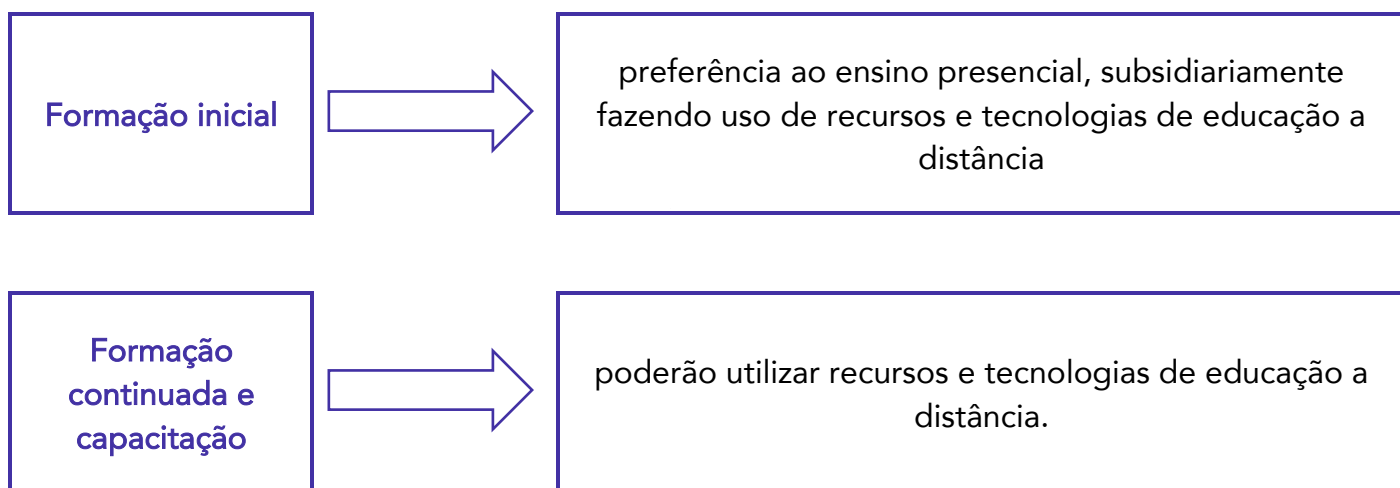 Formação inicial
preferência ao ensino presencial, subsidiariamente
fazendo uso de recursos e tecnologias de educação a
distância
Formação
continuada e
capacitação
poderão utilizar recursos e tecnologias de educação a
distância.